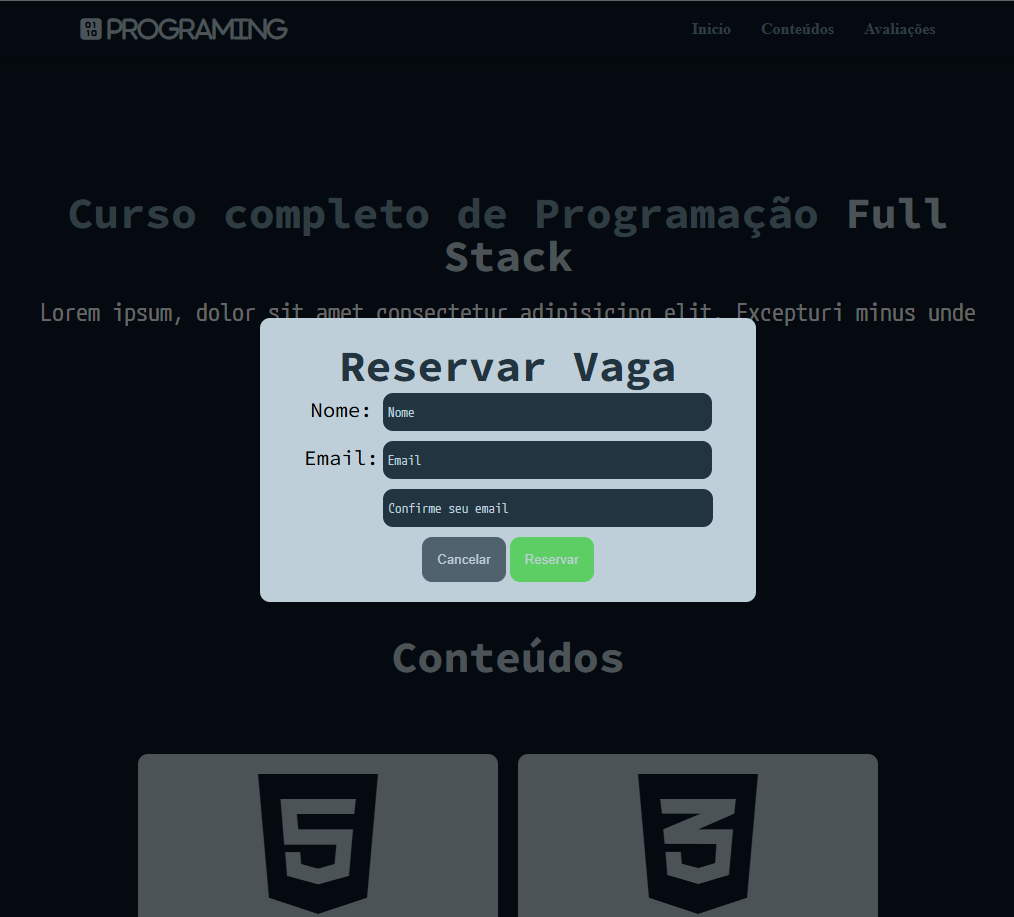 01
10
PROGRAMING
Inicio Conteúdos Avaliações
Curso completo de Programação Full
Stack
Lorem ipsum, dolor sit amet consectetur adipisicing elit. Excepturi minus unde
Reservar Vaga
Nome: Nome
Email: Email
Confirme seu email
Cancelar Reservar
Conteúdos
5
3